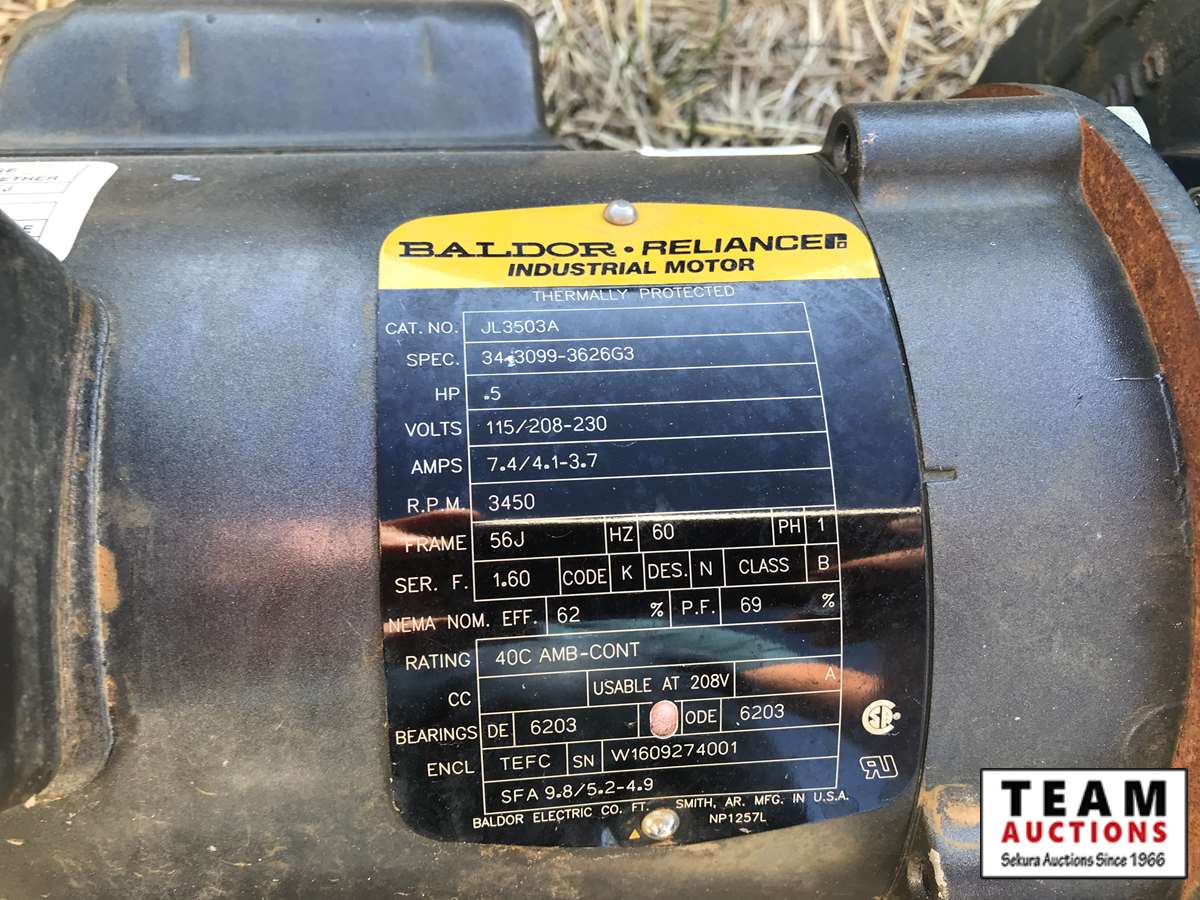 ETHER
J
BALDOR • RELIANCE
INDUSTRIAL MOTOR
THERMALLY PROTECTED
CAT. NO. JL3503A
SPEC. 34-3099-3626G3
HP .5
VOLTS 115/208-230
AMPS 7.4/4.1-3.7
R.P.M. 3450
FRAME 56J HZ 60 PH 1
SER. F. 1.60 CODE K DES. N CLASS B
NEMA NOM. EFF. 62 % P.F. 69 %
RATING 40C AMB-CONT
CC USABLE AT 208V A
BEARINGS DE 6203 ODE 6203
ENCL TEFC SN W1609274001
SFA 9.8/5.2-4.9
BALDOR ELECTRIC CO. FT. SMITH, AR. MFG. IN U.S.A.
NP1257L
TEAM
AUCTIONS
Sekura Auctions Since 1966